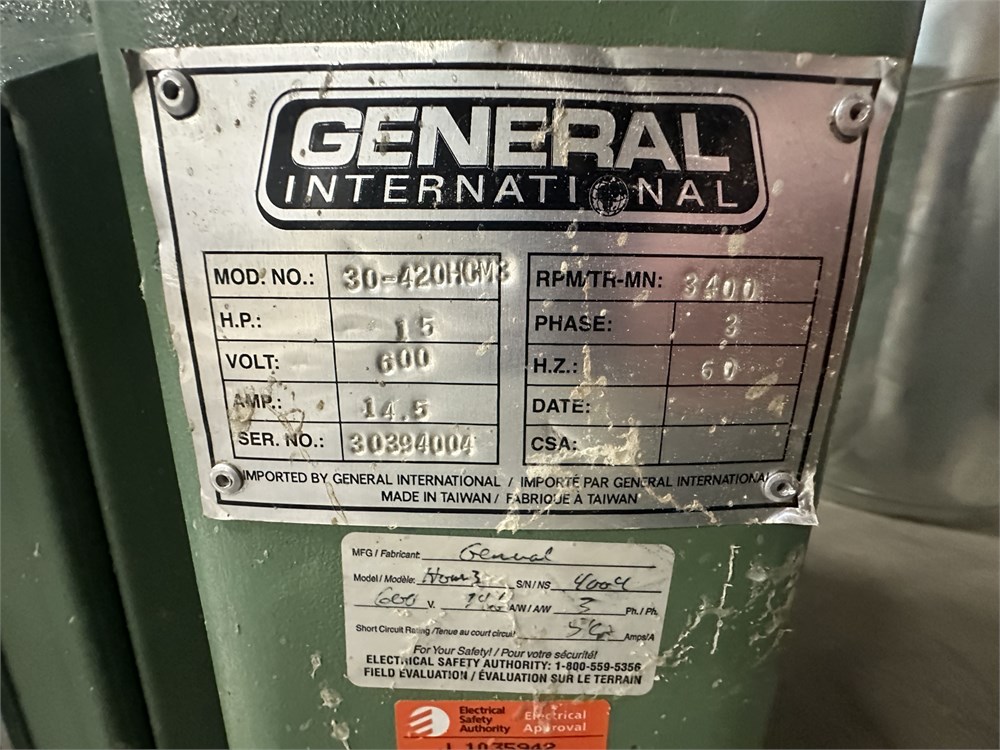 GENERAL
INTERNATIONAL
MOD. NO.: 30-420HCM3 RPM/TR-MN: 3400
H.P.: 15 PHASE: 3
VOLT: 600 H.Z.: 60
AMP.: 14.5 DATE:
SER. NO.: 30394004 CSA:
IMPORTED BY GENERAL INTERNATIONAL / IMPORTÉ PAR GENERAL INTERNATIONAL
MADE IN TAIWAN / FABRIQUÉ À TAIWAN
MFG / Fabricant: General
Model / Modèle: S/N / NS 4004
600 V. A/W / A/W 3 Ph. / Ph.
Short Circuit Rating / Tenue au court circuit Amps/A
For Your Safety! / Pour votre sécurité!
ELECTRICAL SAFETY AUTHORITY: 1-800-559-5356
FIELD EVALUATION / ÉVALUATION SUR LE TERRAIN
Electrical Safety Authority
Electrical Approval
L 1035942